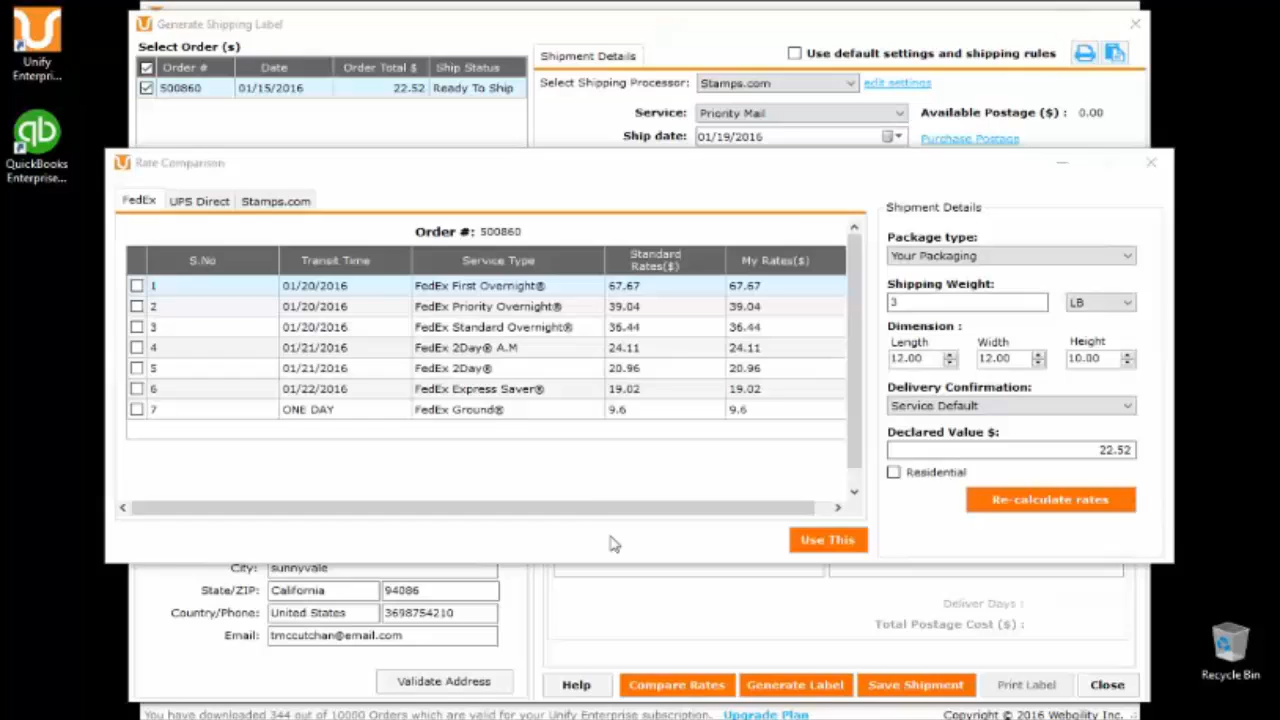 Unify
Enterpri...
QuickBooks
Enterprise...
Recycle Bin
Generate Shipping Label
Select Order (s)
Order # Date Order Total $ Ship Status
500860 01/15/2016 22.52 Ready To Ship
Shipment Details
Use default settings and shipping rules
Select Shipping Processor: Stamps.com edit settings
Service: Priority Mail Available Postage ($) : 0.00
Ship date: 01/19/2016 Purchase Postage
Rate Comparison
FedEx UPS Direct Stamps.com
Order #: 500860
S.No Transit Time Service Type Standard Rates($) My Rates($)
1 01/20/2016 FedEx First Overnight® 67.67 67.67
2 01/20/2016 FedEx Priority Overnight® 39.04 39.04
3 01/20/2016 FedEx Standard Overnight® 36.44 36.44
4 01/21/2016 FedEx 2Day® A.M 24.11 24.11
5 01/21/2016 FedEx 2Day® 20.96 20.96
6 01/22/2016 FedEx Express Saver® 19.02 19.02
7 ONE DAY FedEx Ground® 9.6 9.6
Use This
Shipment Details
Package type:
Your Packaging
Shipping Weight:
3 LB
Dimension :
Length Width Height
12.00 12.00 10.00
Delivery Confirmation:
Service Default
Declared Value $:
22.52
Residential
Re-calculate rates
City: sunnyvale
State/ZIP: California 94086
Country/Phone: United States 3698754210
Email: tmccutchan@email.com
Validate Address
Deliver Days :
Total Postage Cost ($) :
Help Compare Rates Generate Label Save Shipment Print Label Close
You have downloaded 344 out of 10000 Orders which are valid for your Unify Enterprise subscription. Upgrade Plan Copyright © 2016 Webgility Inc.